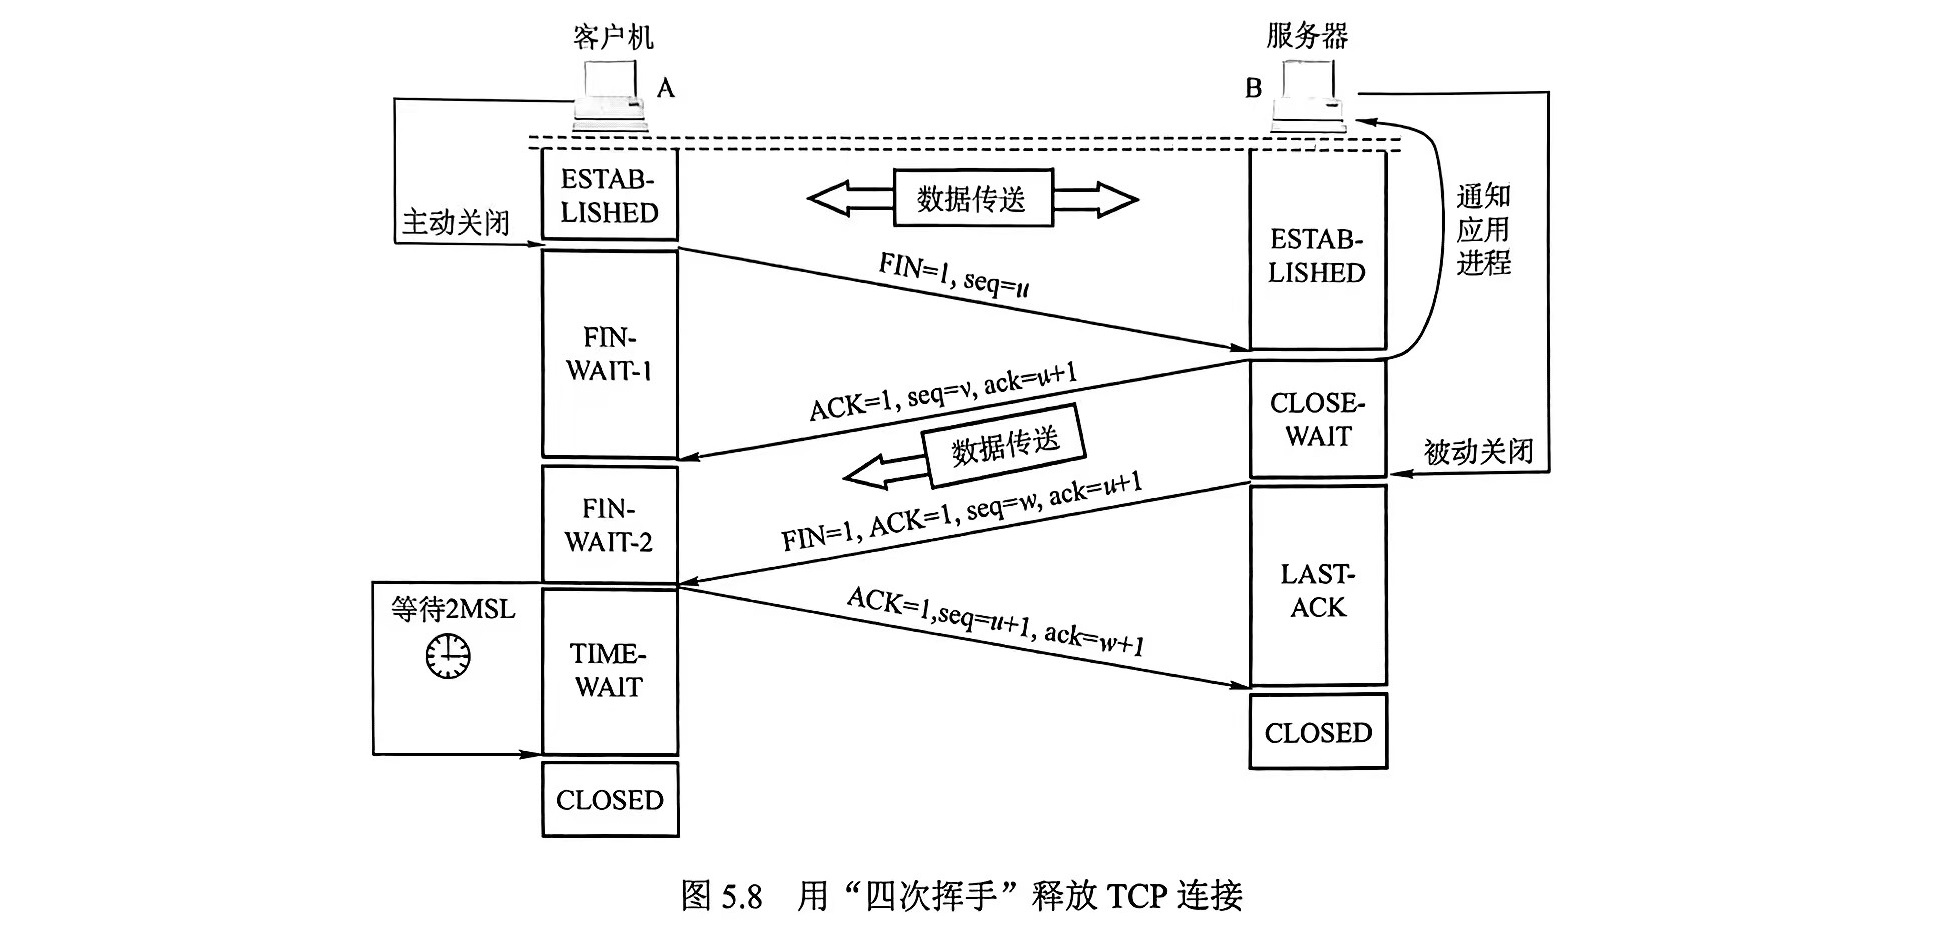 客户机
服务器
A
B
ESTAB-
LISHED
数据传送
主动关闭
通知
应用
进程
ESTAB-
LISHED
FIN=1, seq=u
FIN-
WAIT-1
ACK=1, seq=v, ack=u+1
CLOSE-
WAIT
数据传送
被动关闭
FIN-
WAIT-2
FIN=1, ACK=1, seq=w, ack=u+1
LAST-
ACK
等待2MSL
ACK=1,seq=u+1, ack=w+1
TIME-
WAIT
CLOSED
CLOSED
图 5.8 用“四次挥手”释放 TCP 连接